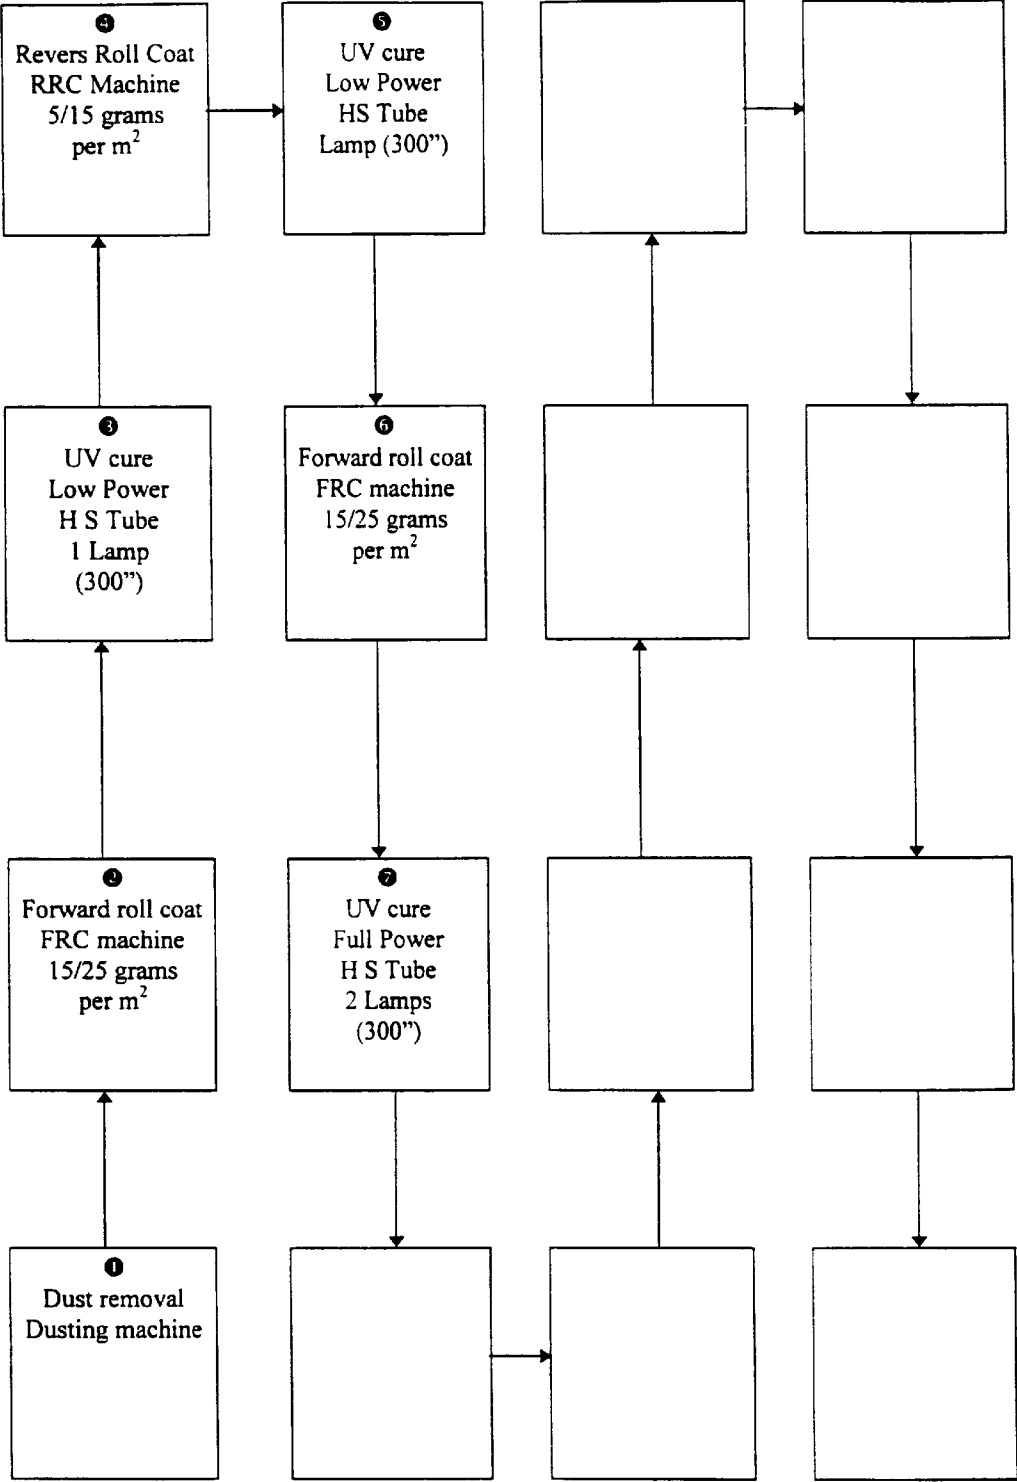 ❹
Revers Roll Coat
RRC Machine
5/15 grams
per m²
❺
UV cure
Low Power
HS Tube
Lamp (300”)
❸
UV cure
Low Power
H S Tube
1 Lamp
(300”)
❻
Forward roll coat
FRC machine
15/25 grams
per m²
❷
Forward roll coat
FRC machine
15/25 grams
per m²
❼
UV cure
Full Power
H S Tube
2 Lamps
(300”)
❶
Dust removal
Dusting machine